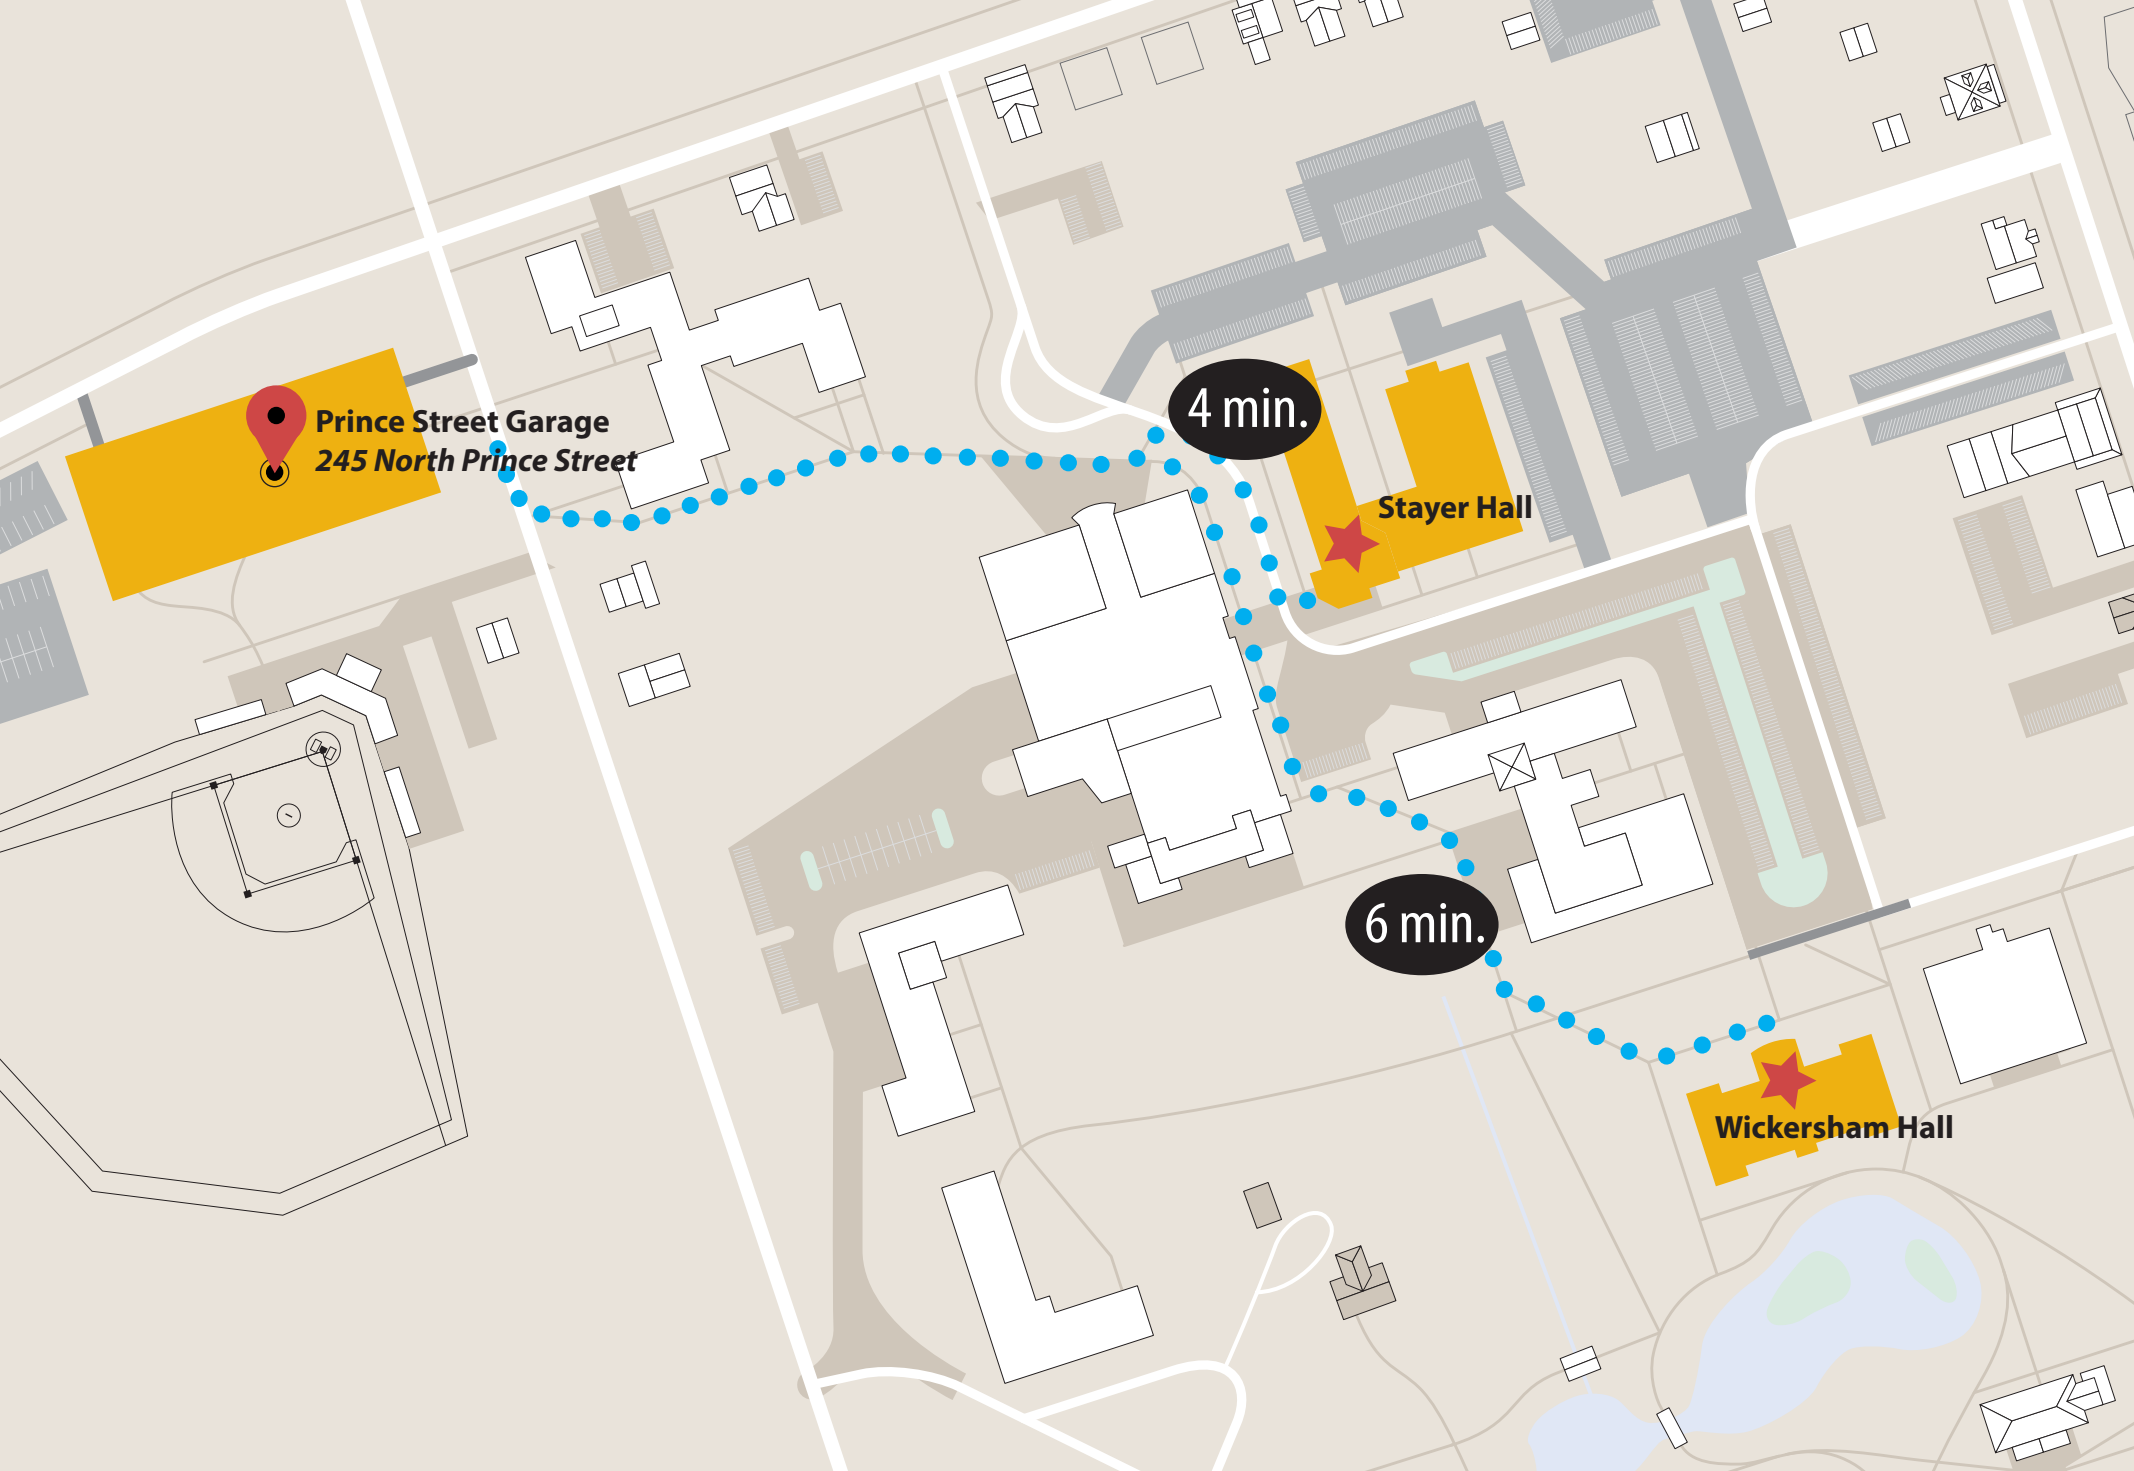 4 min.
Prince Street Garage
245 North Prince Street
Stayer Hall
6 min.
Wickersham Hall